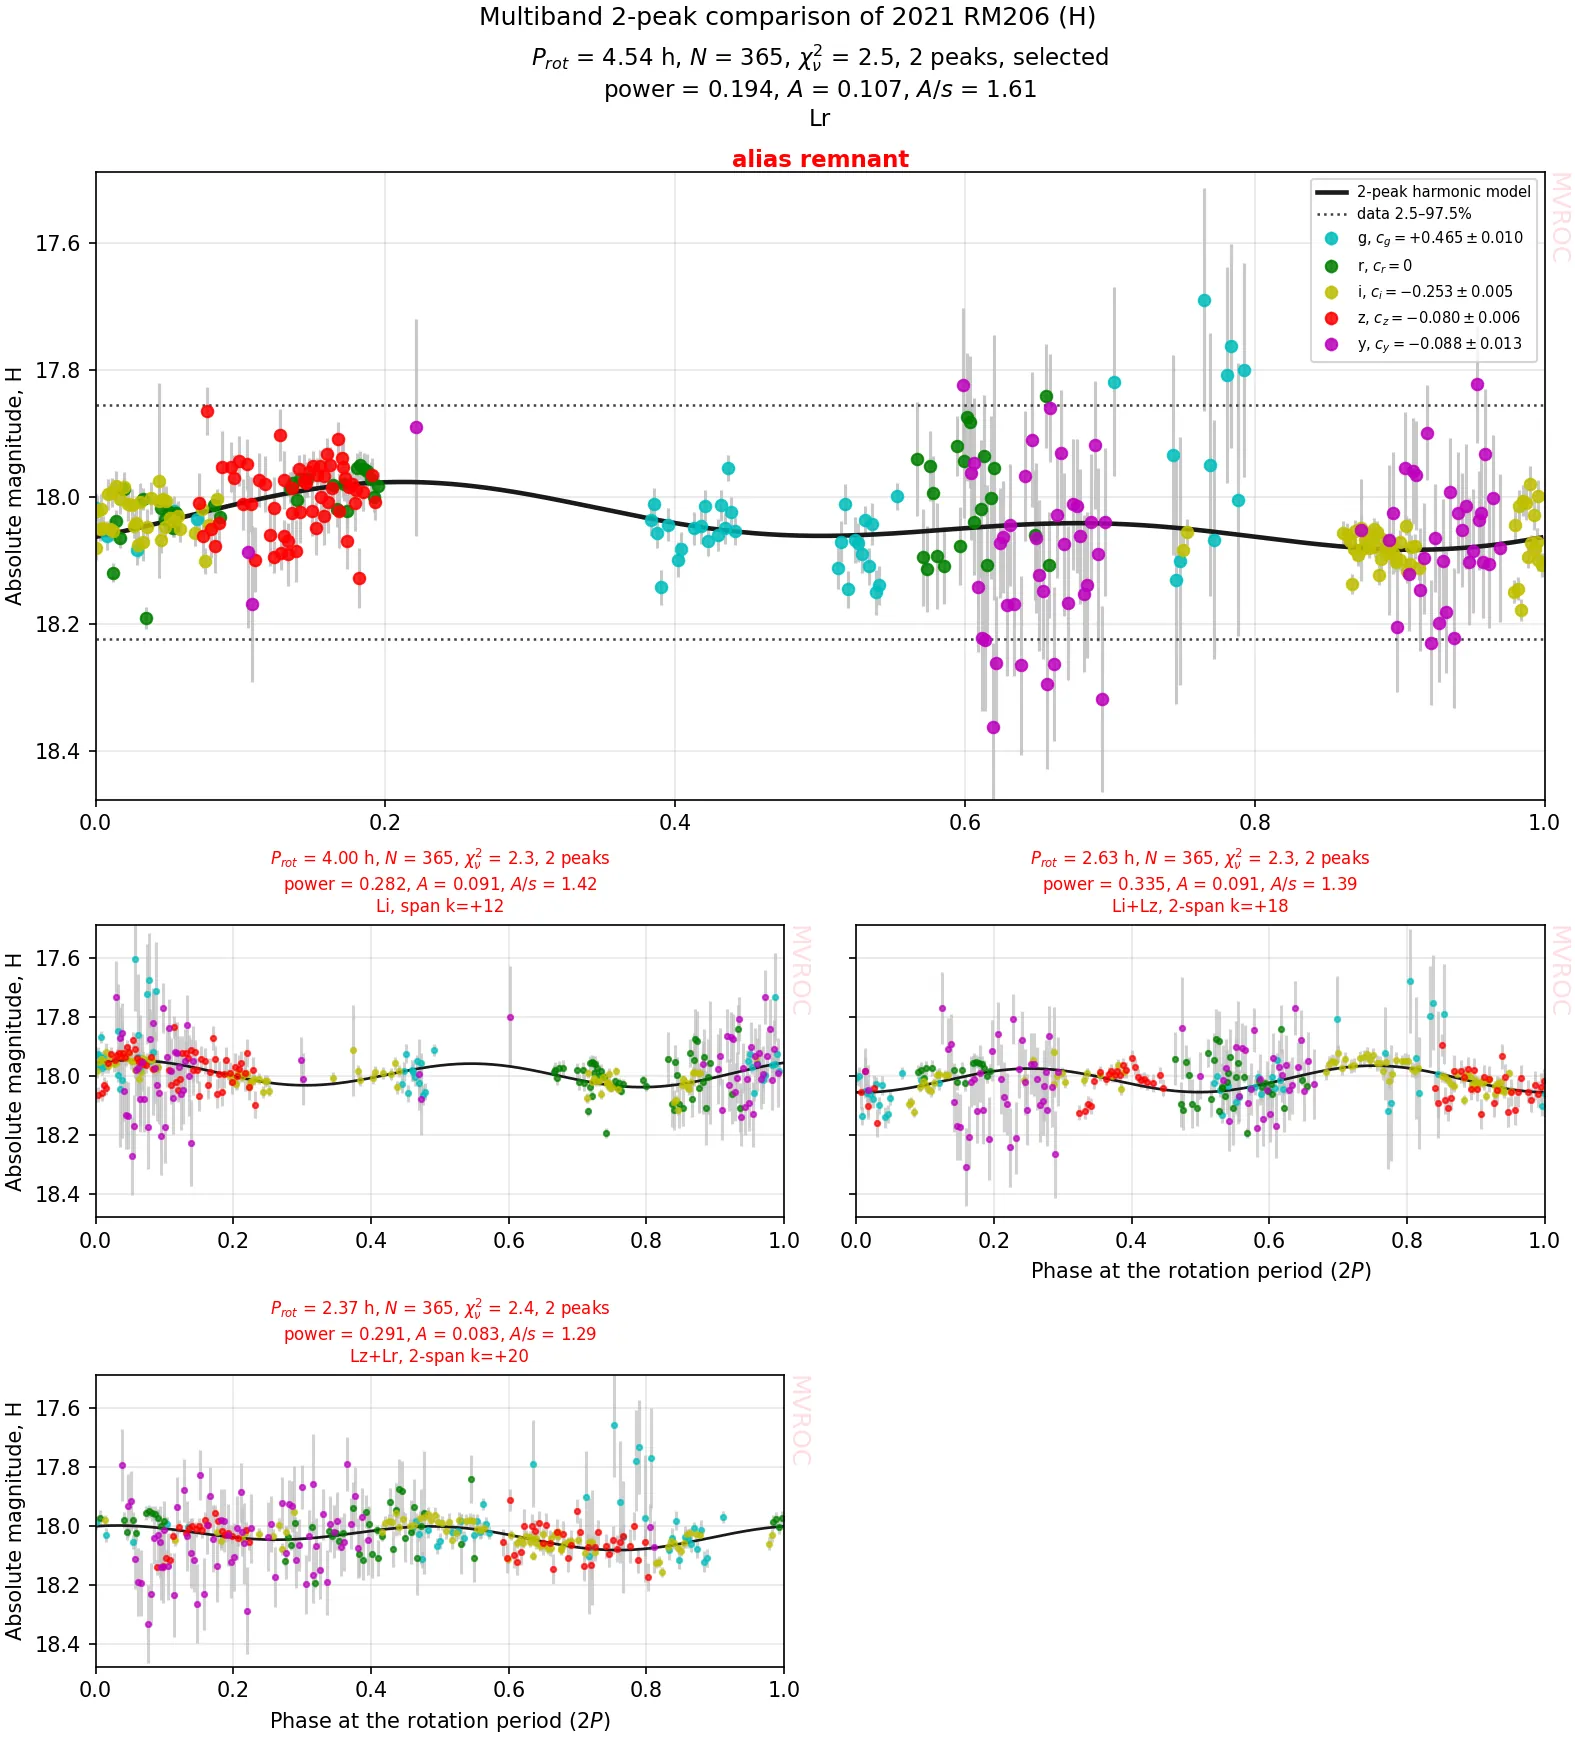 Multiband 2-peak comparison of 2021 RM206 (H)
P_rot = 4.54 h, N = 365, χ²_ν = 2.5, 2 peaks, selected
power = 0.194, A = 0.107, A/s = 1.61
Lr
alias remnant
MVROC
2-peak harmonic model
data 2.5–97.5%
g, c_g = +0.465 ± 0.010
r, c_r = 0
i, c_i = −0.253 ± 0.005
z, c_z = −0.080 ± 0.006
y, c_y = −0.088 ± 0.013
Absolute magnitude, H
17.6
17.8
18.0
18.2
18.4
0.0 0.2 0.4 0.6 0.8 1.0
P_rot = 4.00 h, N = 365, χ²_ν = 2.3, 2 peaks
power = 0.282, A = 0.091, A/s = 1.42
Li, span k=+12
MVROC
Absolute magnitude, H
17.6
17.8
18.0
18.2
18.4
0.0 0.2 0.4 0.6 0.8 1.0
P_rot = 2.63 h, N = 365, χ²_ν = 2.3, 2 peaks
power = 0.335, A = 0.091, A/s = 1.39
Li+Lz, 2-span k=+18
MVROC
0.0 0.2 0.4 0.6 0.8 1.0
Phase at the rotation period (2P)
P_rot = 2.37 h, N = 365, χ²_ν = 2.4, 2 peaks
power = 0.291, A = 0.083, A/s = 1.29
Lz+Lr, 2-span k=+20
MVROC
Absolute magnitude, H
17.6
17.8
18.0
18.2
18.4
0.0 0.2 0.4 0.6 0.8 1.0
Phase at the rotation period (2P)